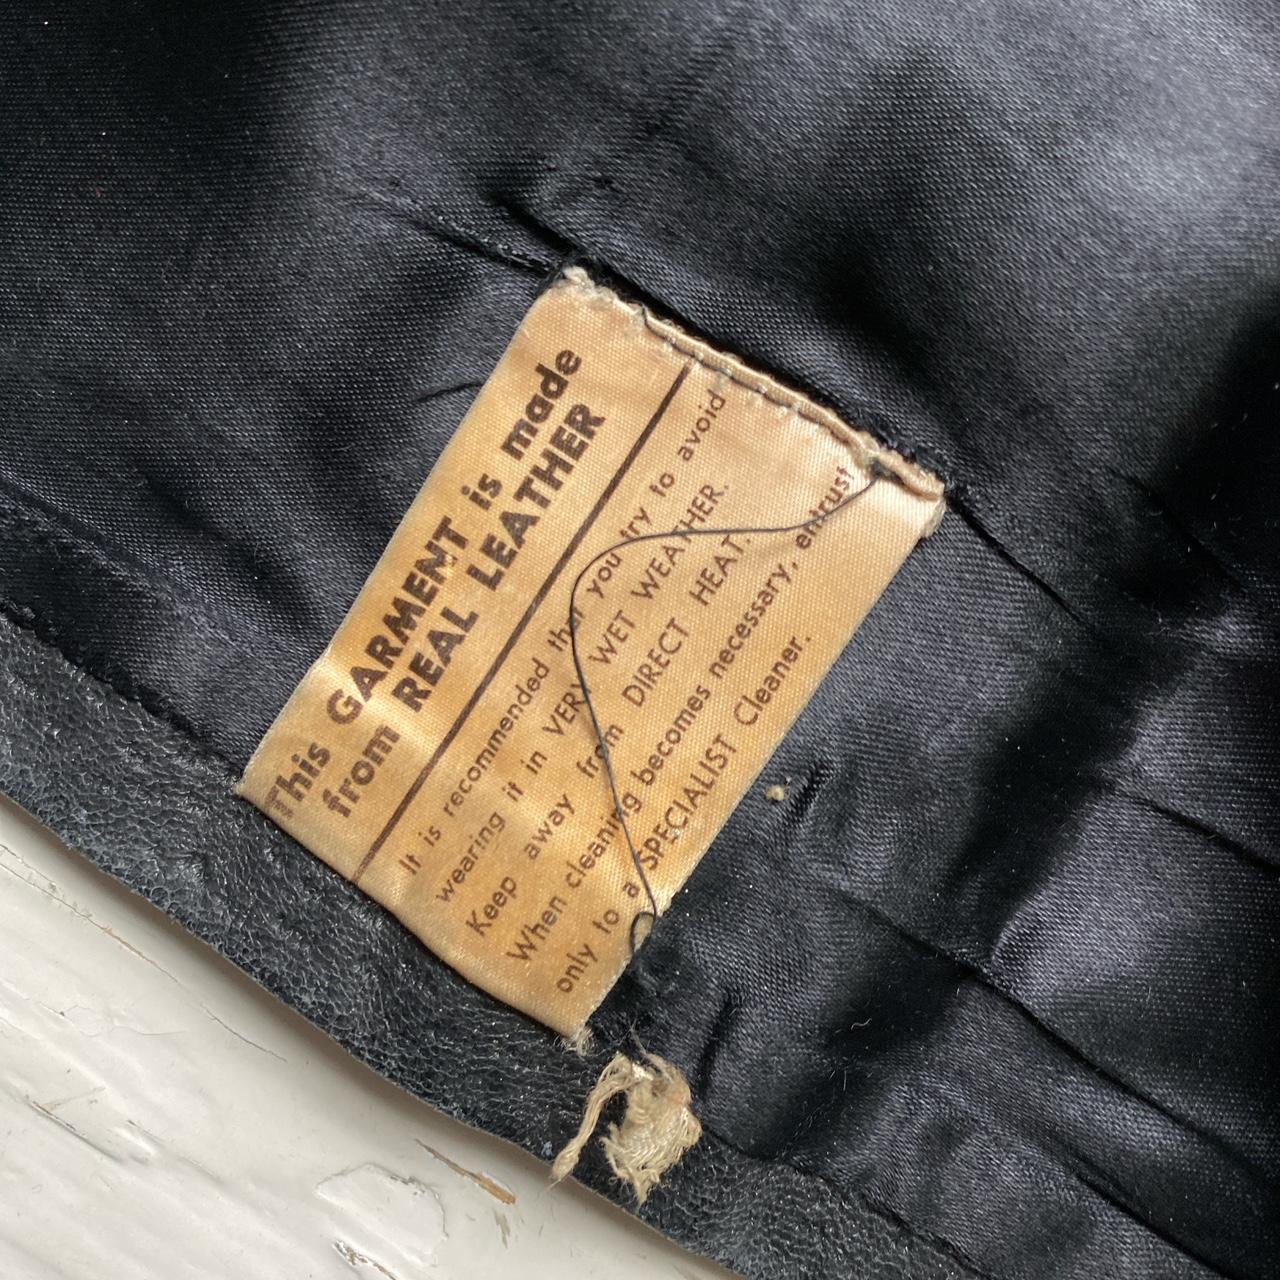 This GARMENT is made
from REAL LEATHER
It is recommended that you try to avoid
wearing it in VERY WET WEATHER.
Keep away from DIRECT HEAT.
When cleaning becomes necessary, entrust
only to a SPECIALIST Cleaner.